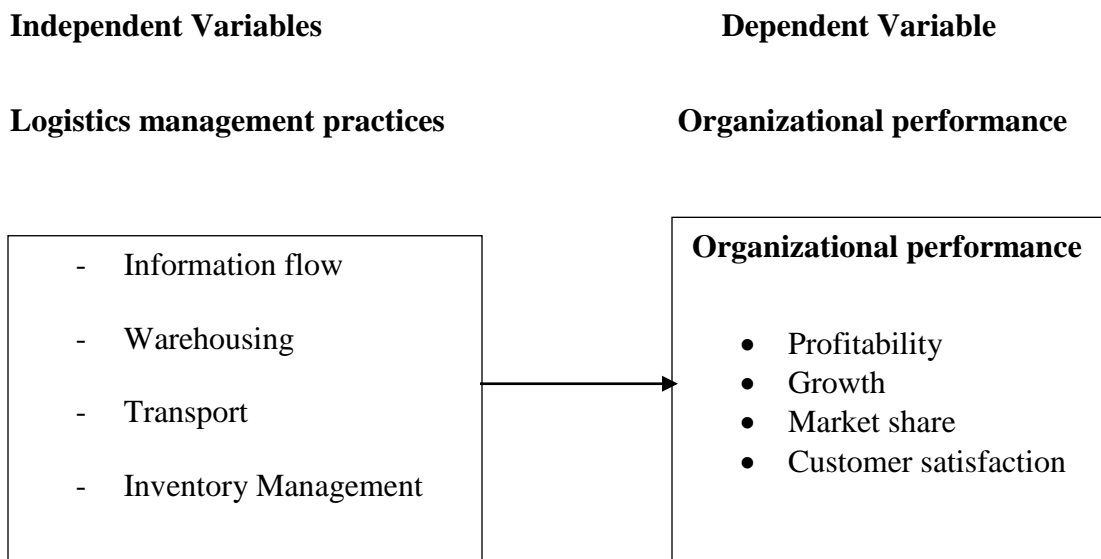 Independent Variables
Dependent Variable
Logistics management practices
Organizational performance
- Information flow
- Warehousing
- Transport
- Inventory Management
Organizational performance
• Profitability
• Growth
• Market share
• Customer satisfaction